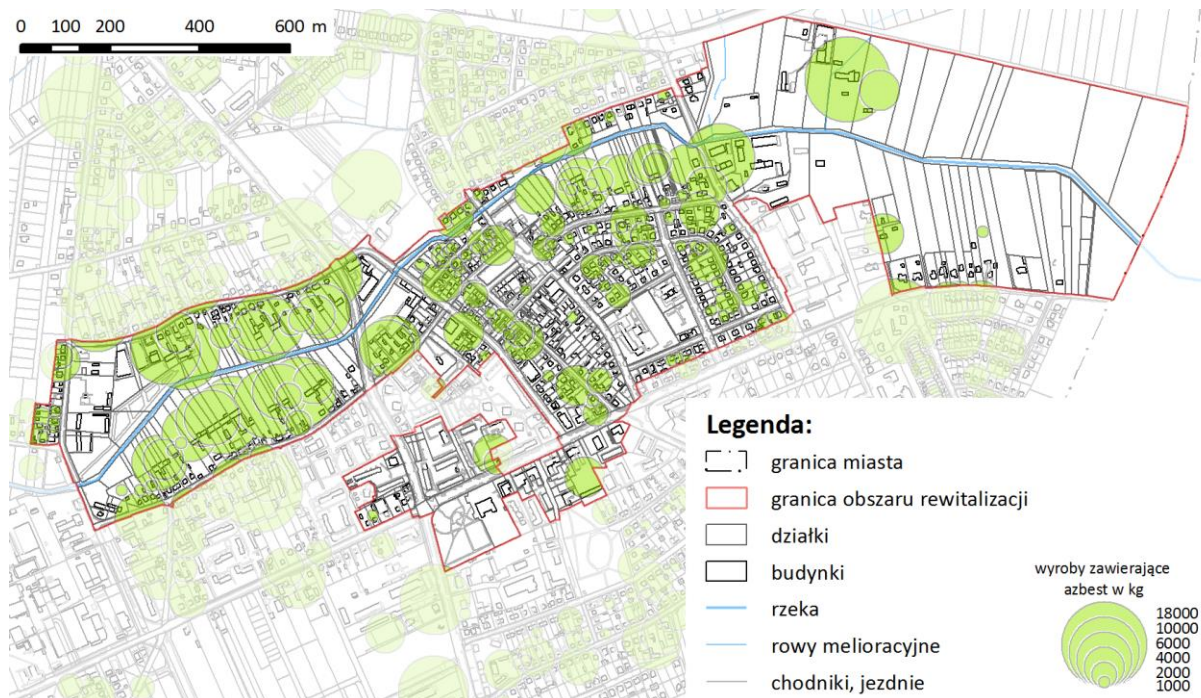 0 100 200 400 600 m
Legenda:
granica miasta
granica obszaru rewitalizacji
działki
budynki
rzeka
rowy melioracyjne
chodniki, jezdnie
wyroby zawierające
azbest w kg
18000
10000
6000
4000
2000
1000